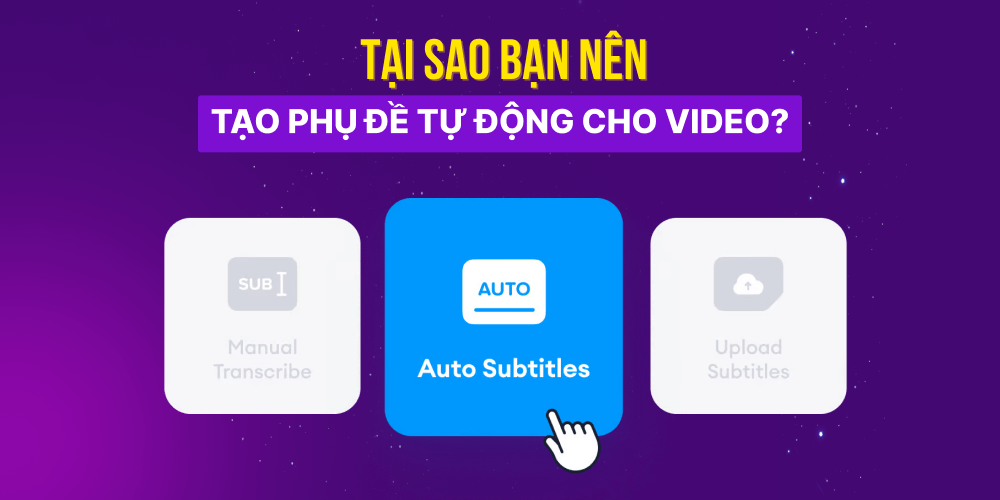 TẠI SAO BẠN NÊN
TẠO PHỤ ĐỀ TỰ ĐỘNG CHO VIDEO?
SUB
Manual
Transcribe
AUTO
Auto Subtitles
Upload
Subtitles